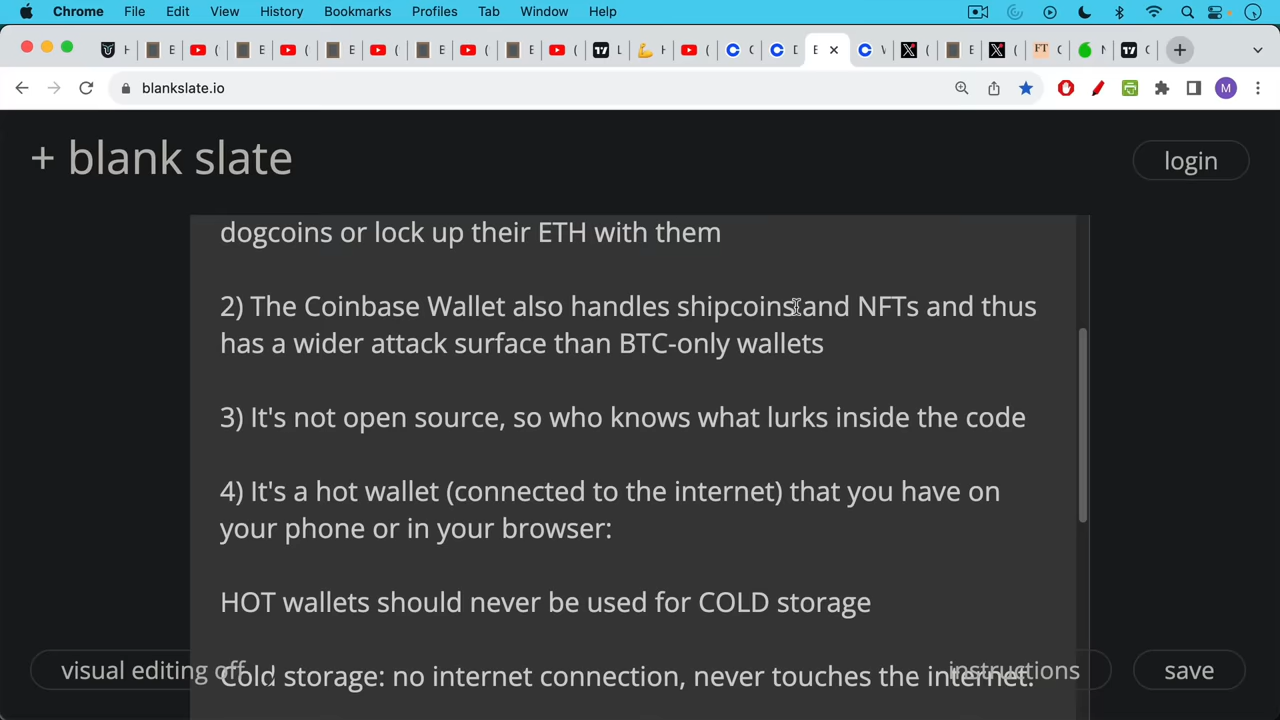 Chrome File Edit View History Bookmarks Profiles Tab Window Help
H E ( E ( E ( E ( E ( L H ( C D E V ( E ( FT C N C
blankslate.io M
+ blank slate
login
dogcoins or lock up their ETH with them
2) The Coinbase Wallet also handles shipcoins and NFTs and thus
has a wider attack surface than BTC-only wallets
3) It's not open source, so who knows what lurks inside the code
4) It's a hot wallet (connected to the internet) that you have on
your phone or in your browser:
HOT wallets should never be used for COLD storage
visual editing off instructions save
Cold storage: no internet connection, never touches the internet.